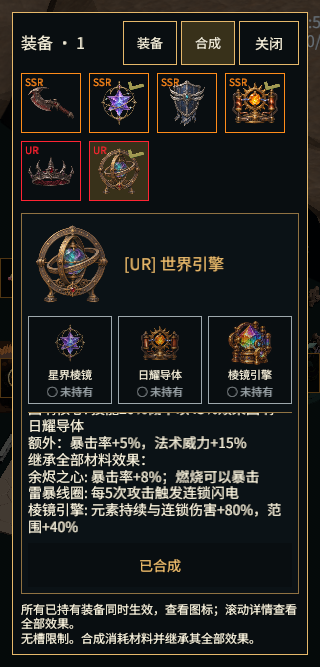 装备 · 1
装备
合成
关闭
SSR
SSR
SSR
SSR
UR
UR
[UR] 世界引擎
星界棱镜
日耀导体
棱镜引擎
○ 未持有
○ 未持有
○ 未持有
日耀导体
额外：暴击率+5%，法术威力+15%
继承全部材料效果：
余烬之心: 暴击率+8%；燃烧可以暴击
雷暴线圈: 每5次攻击触发连锁闪电
棱镜引擎: 元素持续与连锁伤害+80%，范
围+40%
已合成
所有已持有装备同时生效，查看图标；滚动详情查看
全部效果。
无槽限制。合成消耗材料并继承其全部效果。